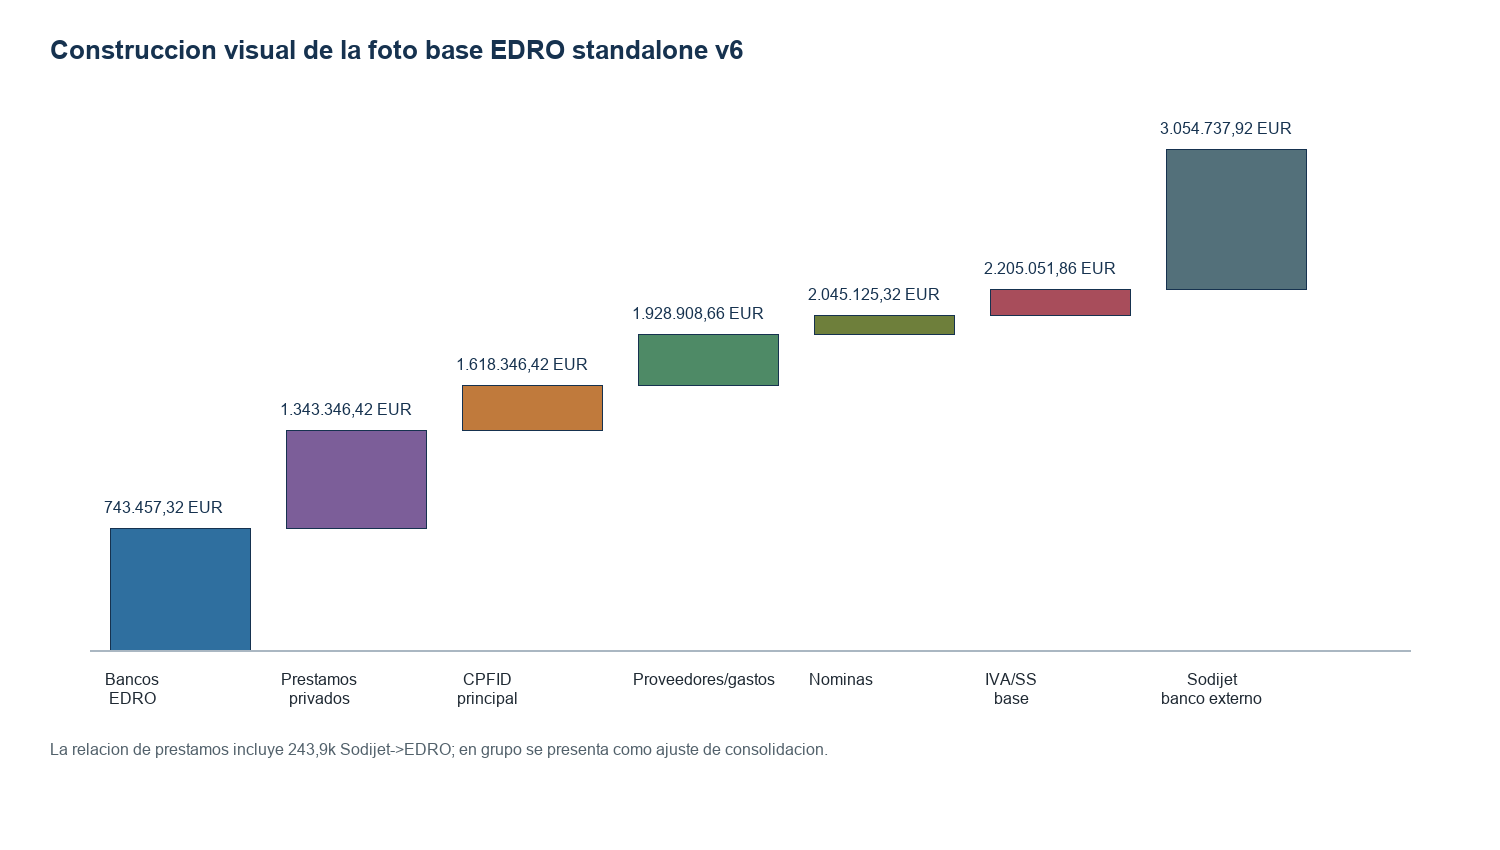 Construccion visual de la foto base EDRO standalone v6
3.054.737,92 EUR
2.205.051,86 EUR
2.045.125,32 EUR
1.928.908,66 EUR
1.618.346,42 EUR
1.343.346,42 EUR
743.457,32 EUR
Bancos
EDRO
Prestamos
privados
CPFID
principal
Proveedores/gastos
Nominas
IVA/SS
base
Sodijet
banco externo
La relacion de prestamos incluye 243,9k Sodijet->EDRO; en grupo se presenta como ajuste de consolidacion.